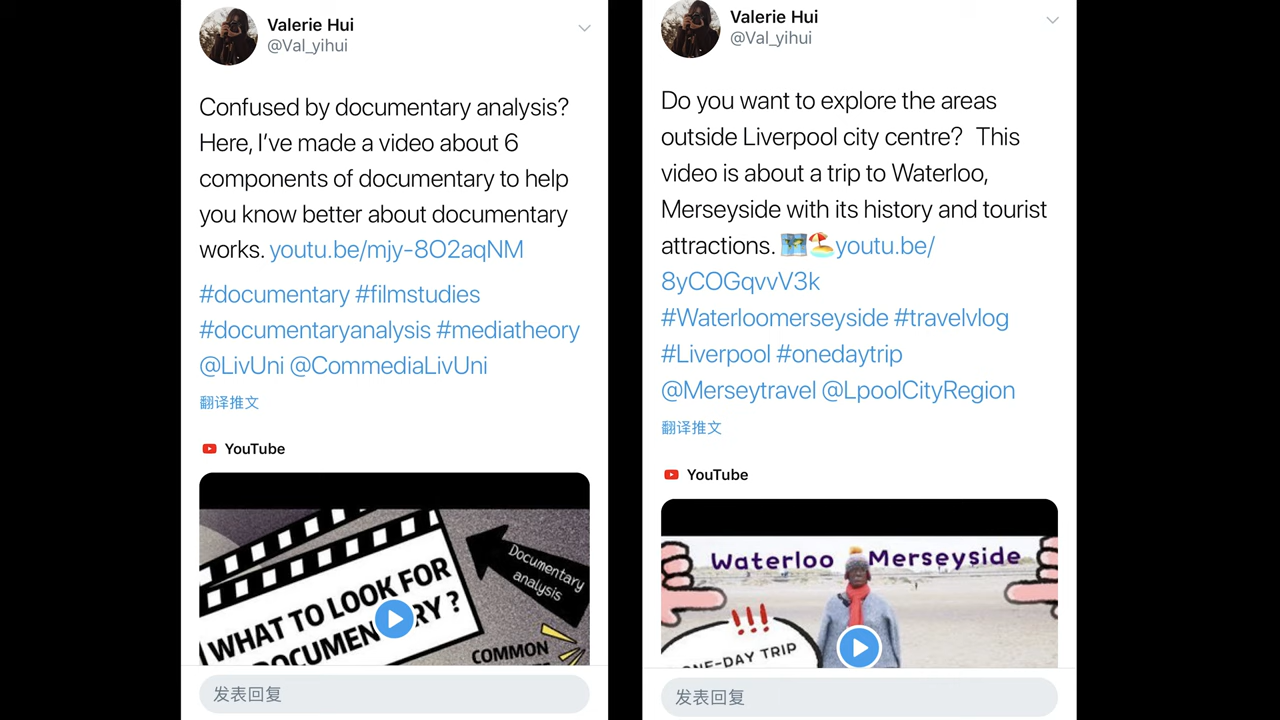 Valerie Hui
@Val_yihui
Confused by documentary analysis?
Here, I've made a video about 6
components of documentary to help
you know better about documentary
works. youtu.be/mjy-8O2aqNM
#documentary #filmstudies
#documentaryanalysis #mediatheory
@LivUni @CommediaLivUni
翻译推文
YouTube
Documentary
analysis
WHAT TO LOOK FOR
RY ?
COMMON
发表回复
Valerie Hui
@Val_yihui
Do you want to explore the areas
outside Liverpool city centre? This
video is about a trip to Waterloo,
Merseyside with its history and tourist
attractions. 🗺️🏖️youtu.be/
8yCOGqvvV3k
#Waterloomerseyside #travelvlog
#Liverpool #onedaytrip
@Merseytravel @LpoolCityRegion
翻译推文
YouTube
Waterloo Merseyside
!!!
NE-DAY TRIP
发表回复